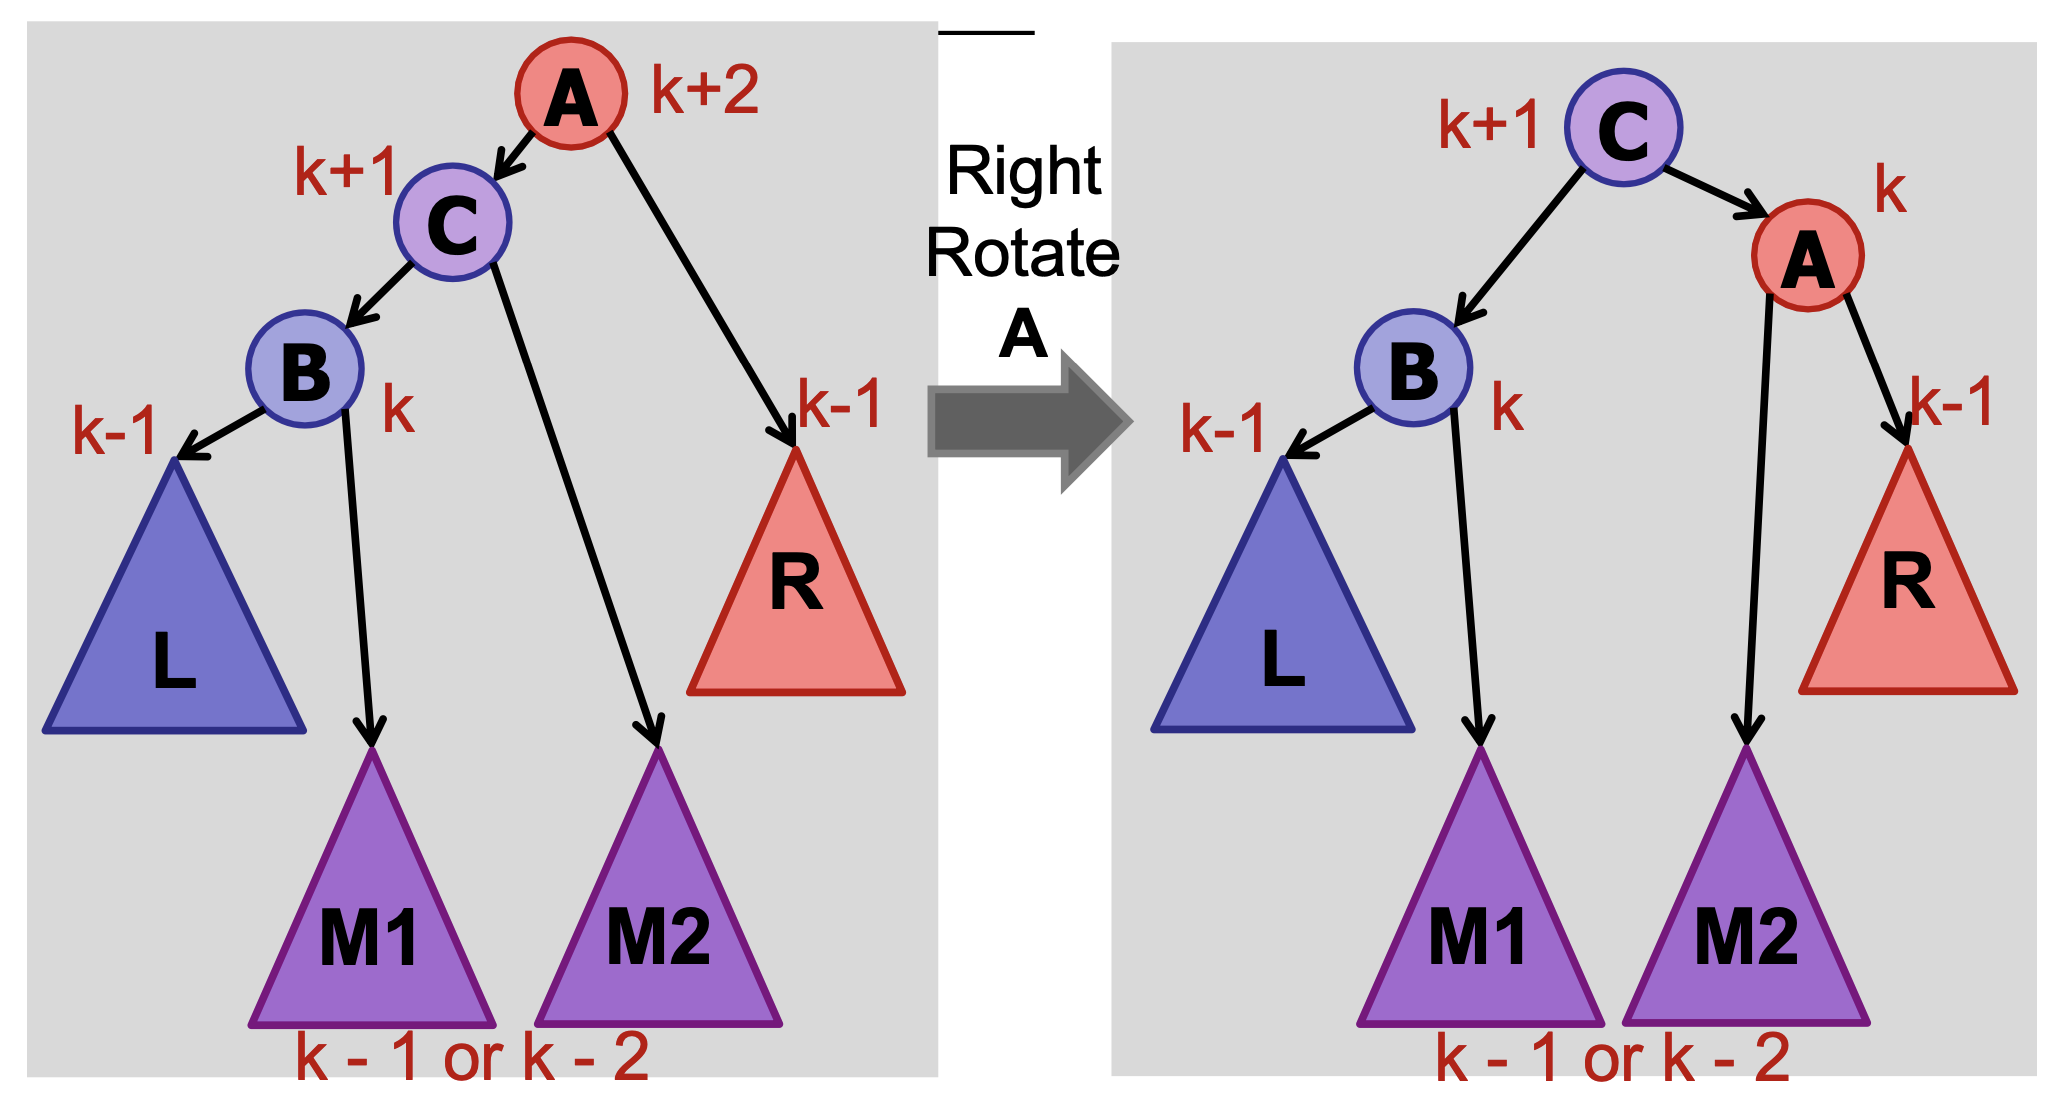 A
k+2
k+1
C
B
k
k-1
k-1
L
R
M1
M2
k - 1 or k - 2
Right
Rotate
A
C
k+1
k
A
B
k
k-1
k-1
L
R
M1
M2
k - 1 or k - 2